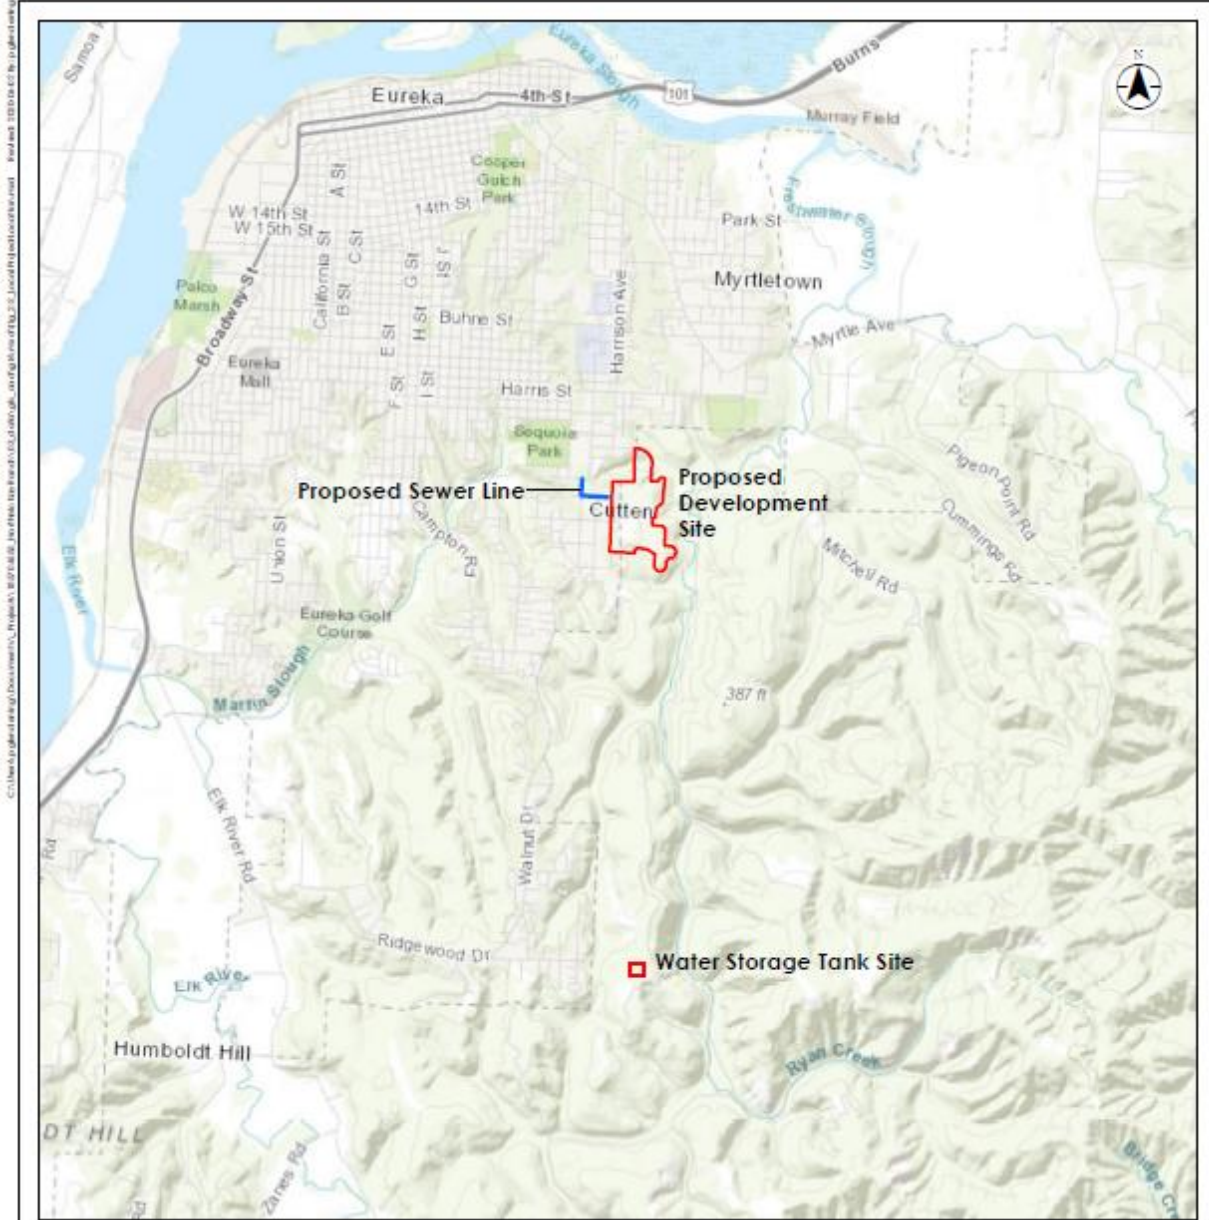 Samoa
Eureka Slough
Burns
N
Eureka
4th St
101
Murray Field
Cooper
Gulch
Park
A St
14th St
W 14th St
W 15th St
Freshwater Slough
Park St
California St
B St
C St
G St
J St
Harrison Ave
Myrtletown
Palco
Marsh
Broadway St
H St
Buhne St
E St
Myrtle Ave
Eureka
Mall
F St
I St
Harris St
Sequoia
Park
Pigeon Point Rd
Proposed Sewer Line
Cutten
Proposed
Development
Site
Campton Rd
Cummings Rd
Union St
Mitchell Rd
Elk River
Eureka Golf
Course
Martin Slough
387 ft
Elk River Rd
Walnut Dr
Rd
Ridgewood Dr
Water Storage Tank Site
Elk River
Humboldt Hill
Ryan Creek
DT HILL
Zanes Rd
Rd
Bridge Cr